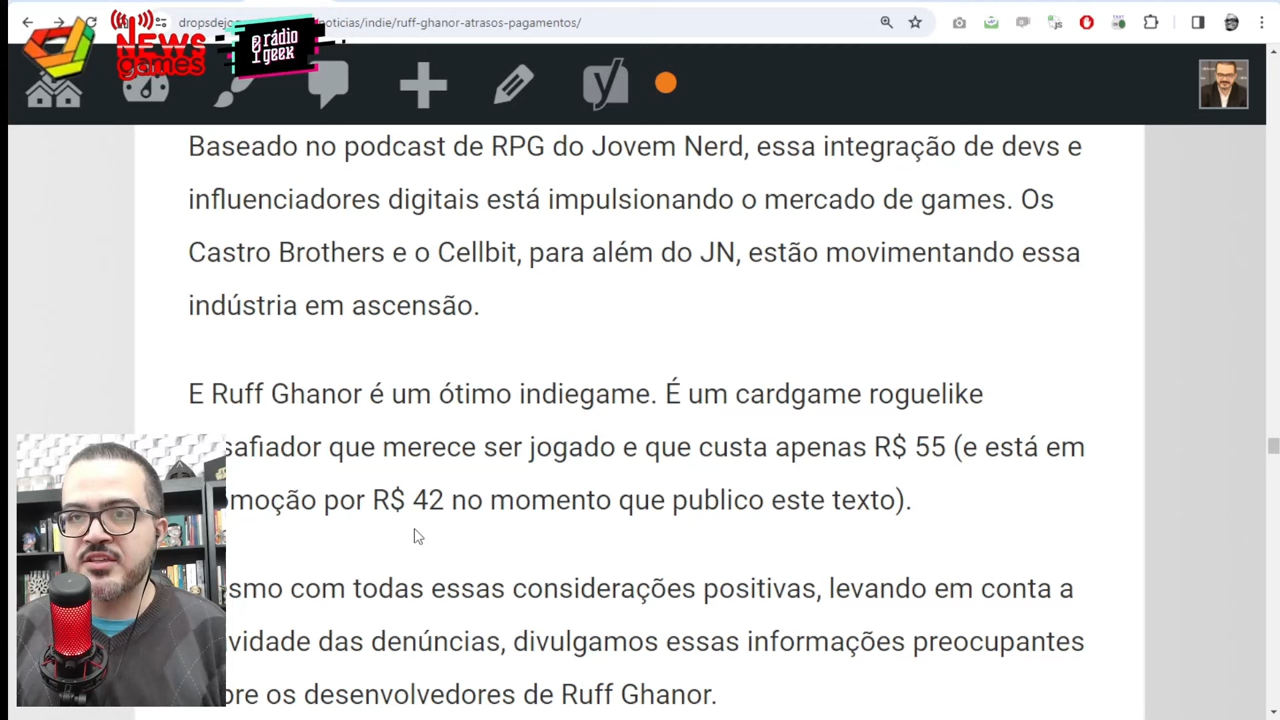 dropsdejo
noticias/indie/ruff-ghanor-atrasos-pagamentos/
NEWS
games
rádio
geek
Baseado no podcast de RPG do Jovem Nerd, essa integração de devs e
influenciadores digitais está impulsionando o mercado de games. Os
Castro Brothers e o Cellbit, para além do JN, estão movimentando essa
indústria em ascensão.
E Ruff Ghanor é um ótimo indiegame. É um cardgame roguelike
safiador que merece ser jogado e que custa apenas R$ 55 (e está em
moção por R$ 42 no momento que publico este texto).
smo com todas essas considerações positivas, levando em conta a
vidade das denúncias, divulgamos essas informações preocupantes
bre os desenvolvedores de Ruff Ghanor.